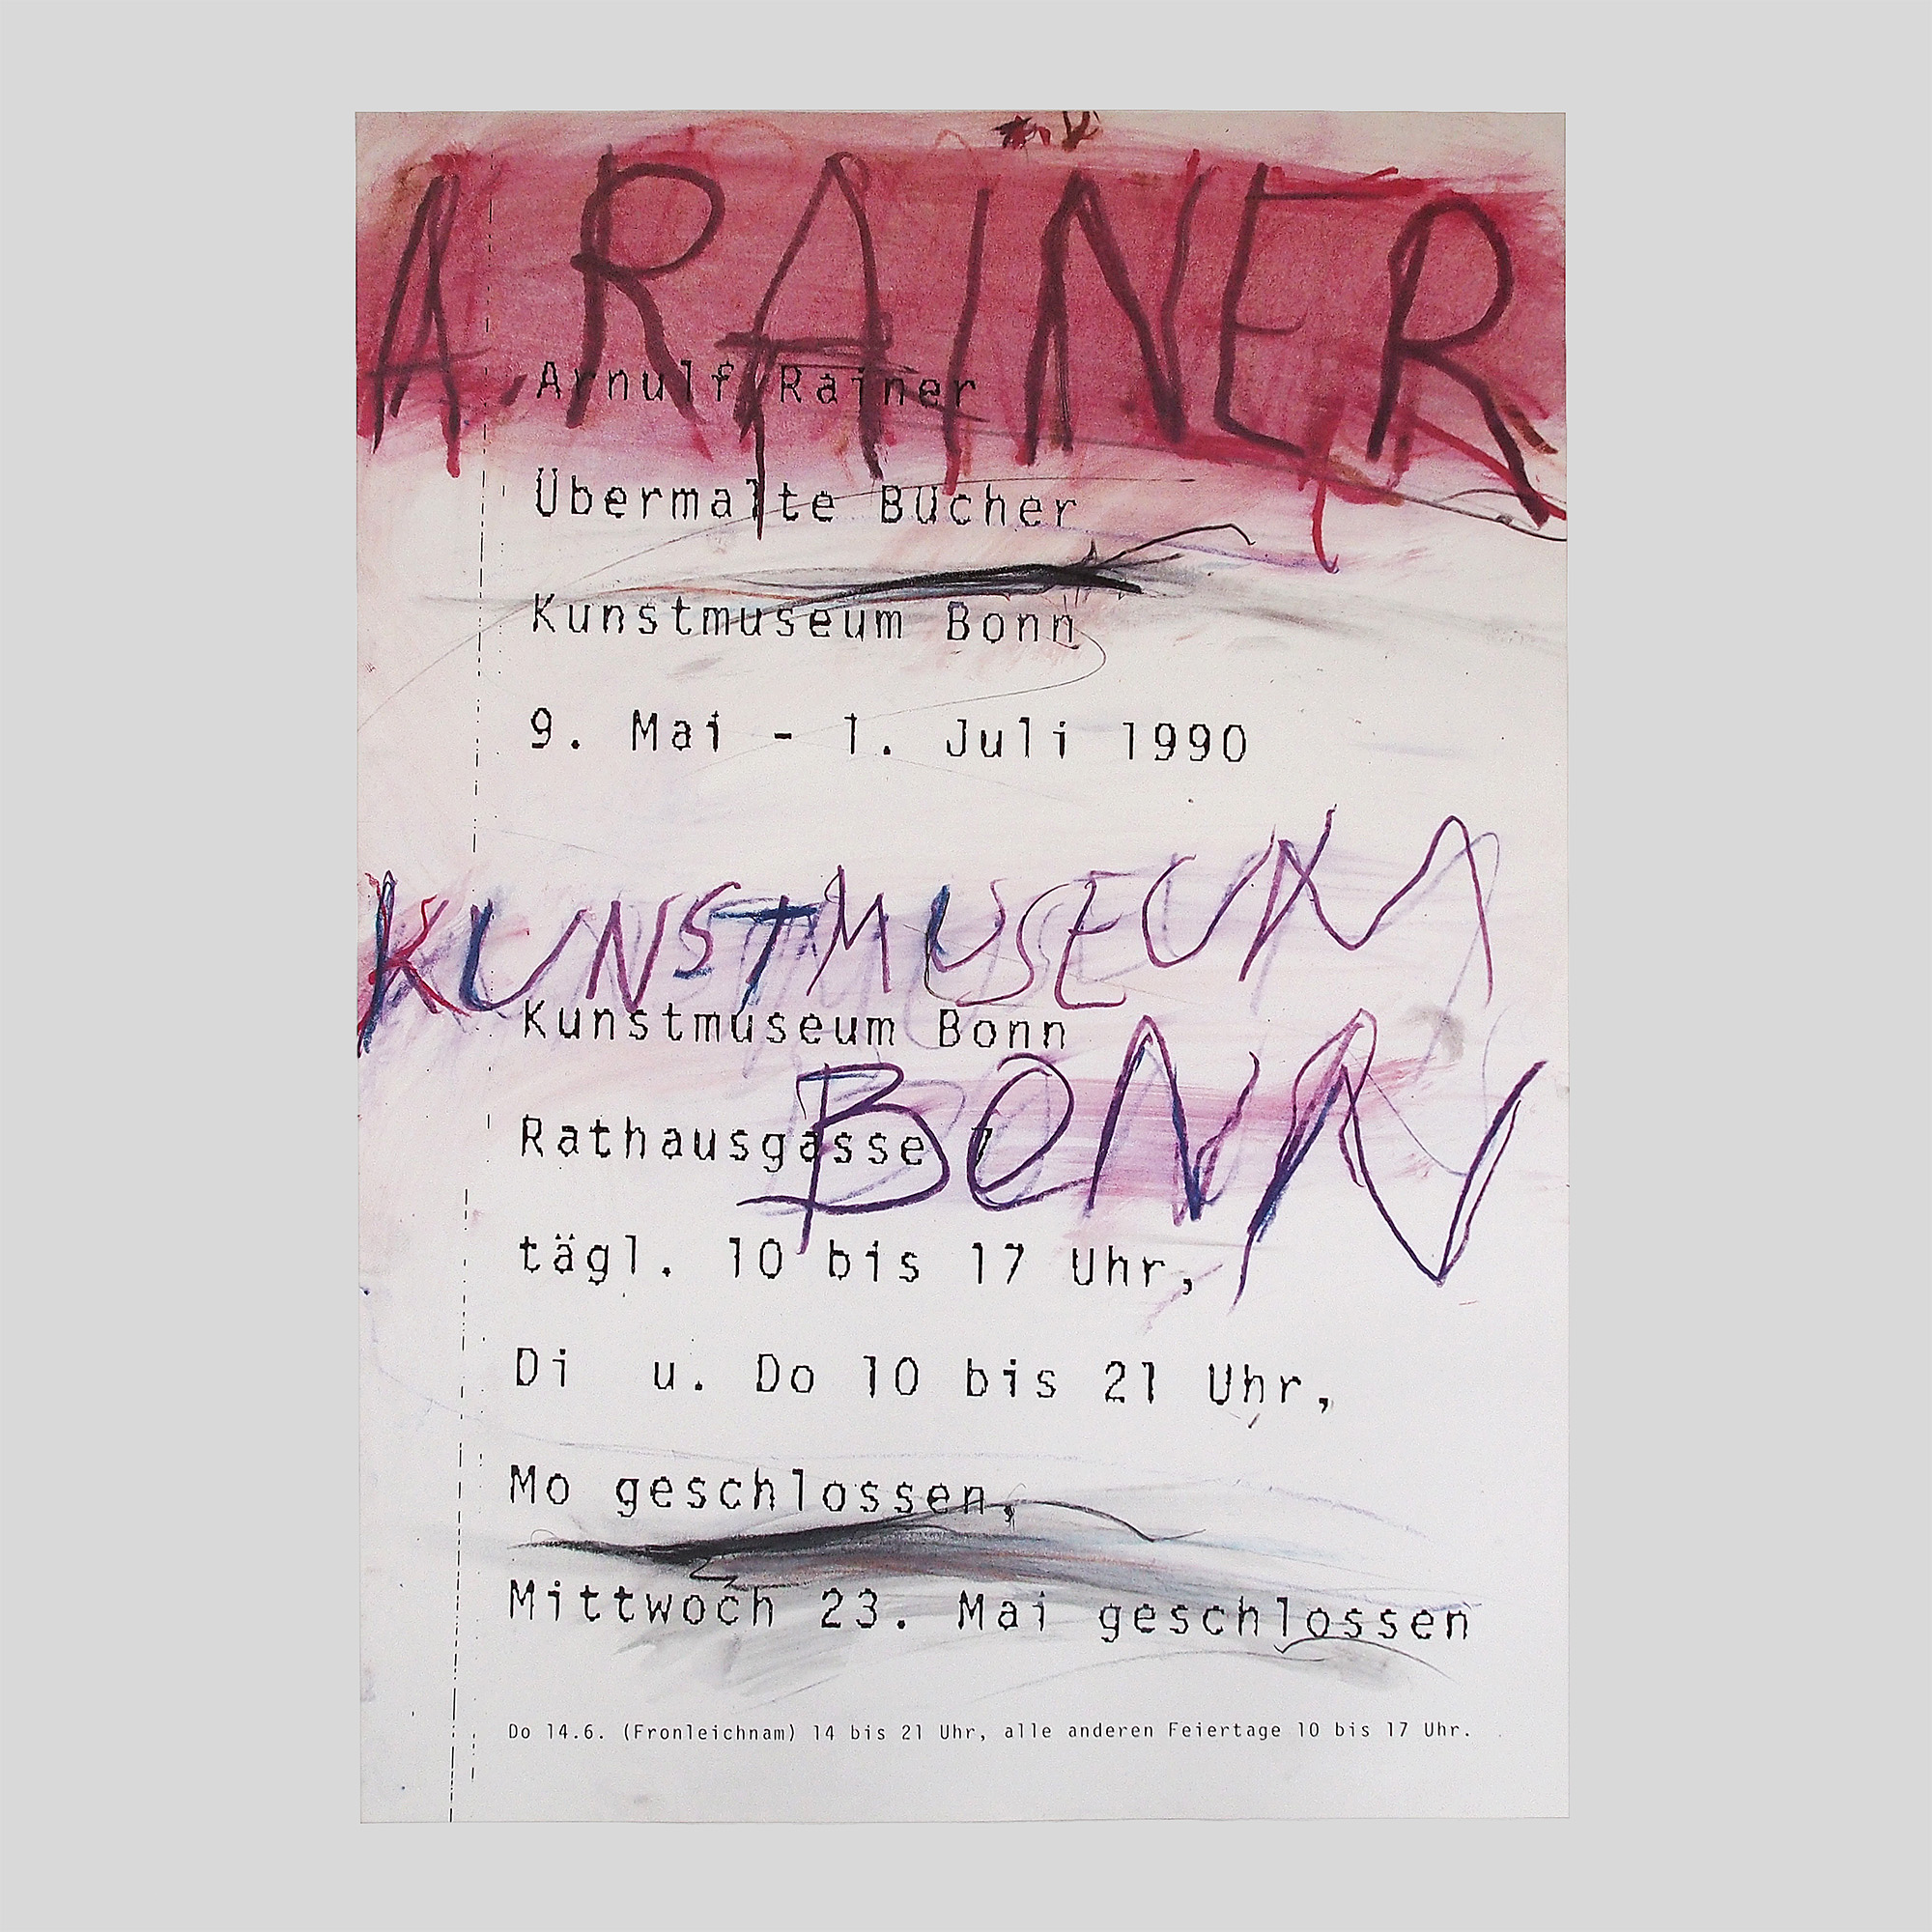 A. RAINER
Arnulf Rainer
Übermalte Bücher
Kunstmuseum Bonn
9. Mai - 1. Juli 1990
KUNSTMUSEUM
Kunstmuseum Bonn
BONN
Rathausgasse 7
tägl. 10 bis 17 Uhr,
Di u. Do 10 bis 21 Uhr,
Mo geschlossen,
Mittwoch 23. Mai geschlossen
Do 14.6. (Fronleichnam) 14 bis 21 Uhr, alle anderen Feiertage 10 bis 17 Uhr.